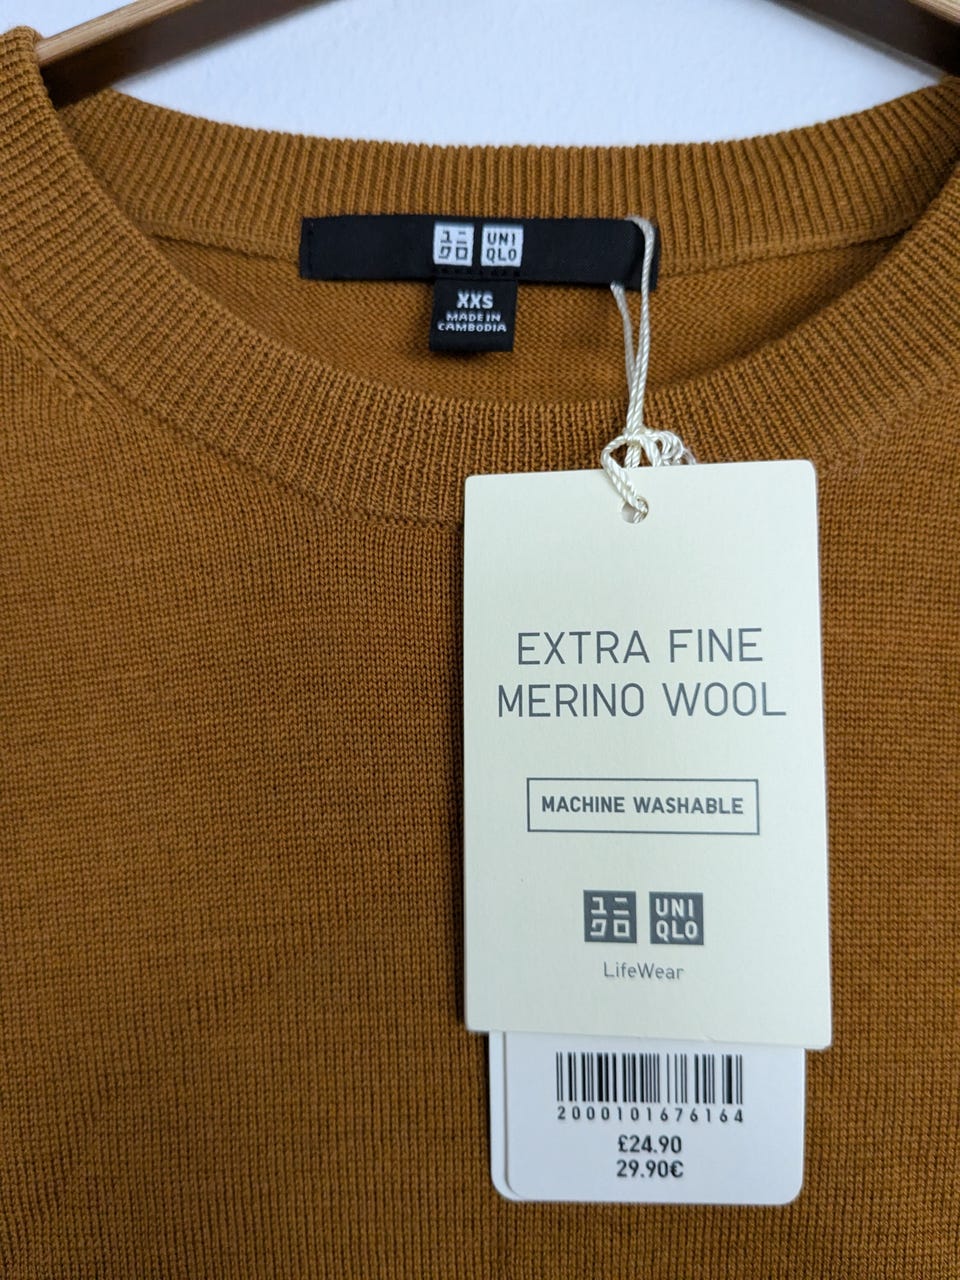 ユニ UNI
クロ QLO
XXS
MADE IN
CAMBODIA
EXTRA FINE
MERINO WOOL
MACHINE WASHABLE
ユニ UNI
クロ QLO
LifeWear
2000101676164
£24.90
29.90€